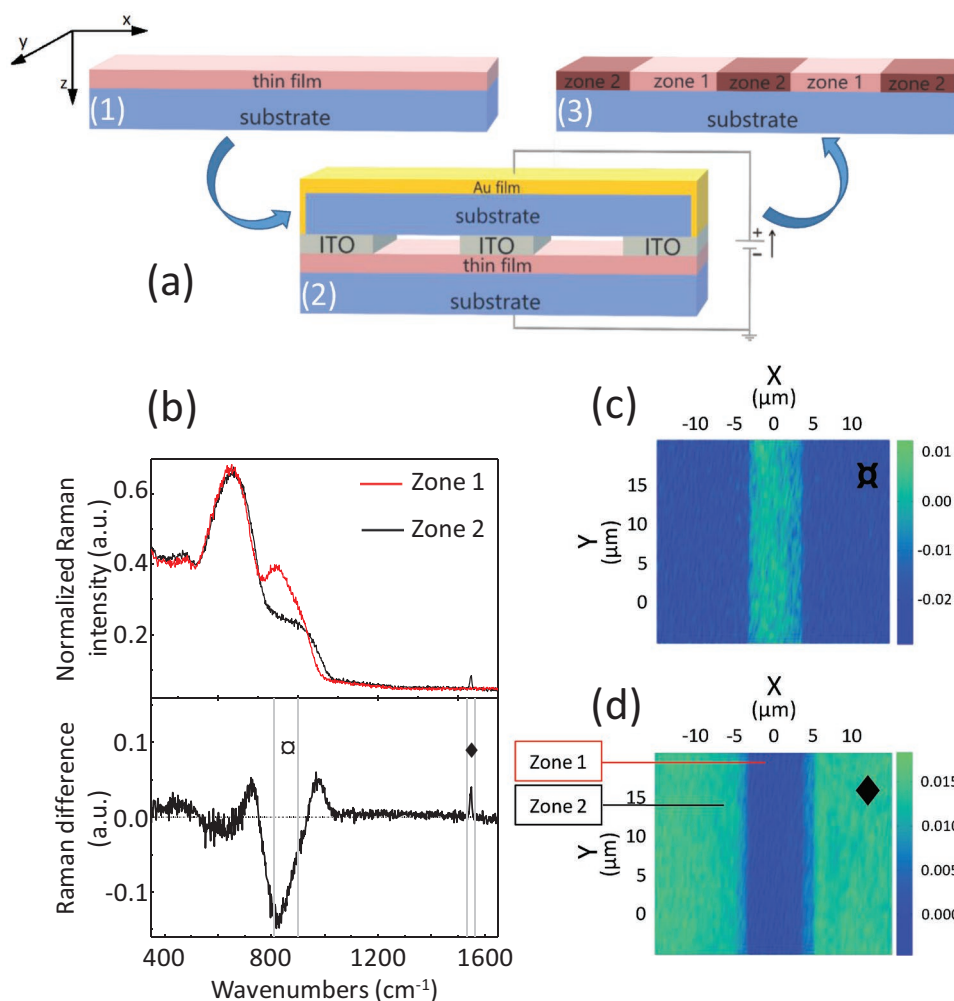 x
y
z
thin film
(1)
substrate
zone 2
zone 1
zone 2
zone 1
zone 2
(3)
substrate
Au film
substrate
ITO
ITO
ITO
thin film
(2)
substrate
+
−
(a)
(b)
Normalized Raman
intensity (a.u.)
0.6
0.4
0.2
Zone 1
Zone 2
Raman difference
(a.u.)
0.1
0.0
-0.1
¤
♦
400
800
1200
1600
Wavenumbers (cm-1)
(c)
X
(μm)
-10
-5
0
5
10
Y
(μm)
15
10
5
0
¤
0.01
0.00
-0.01
-0.02
(d)
X
(μm)
-10
-5
0
5
10
Zone 1
Zone 2
Y
(μm)
15
10
5
0
♦
0.015
0.010
0.005
0.000